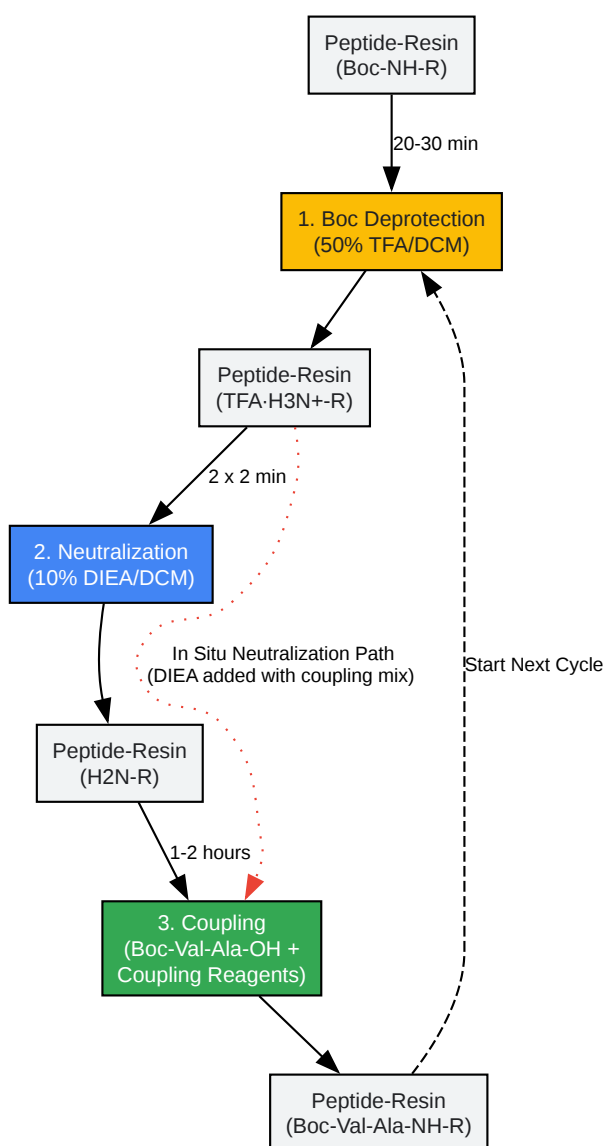 Peptide-Resin
(Boc-NH-R)
20-30 min
1. Boc Deprotection
(50% TFA/DCM)
Peptide-Resin
(TFA·H3N+-R)
2 x 2 min
2. Neutralization
(10% DIEA/DCM)
In Situ Neutralization Path
(DIEA added with coupling mix)
Start Next Cycle
Peptide-Resin
(H2N-R)
1-2 hours
3. Coupling
(Boc-Val-Ala-OH +
Coupling Reagents)
Peptide-Resin
(Boc-Val-Ala-NH-R)